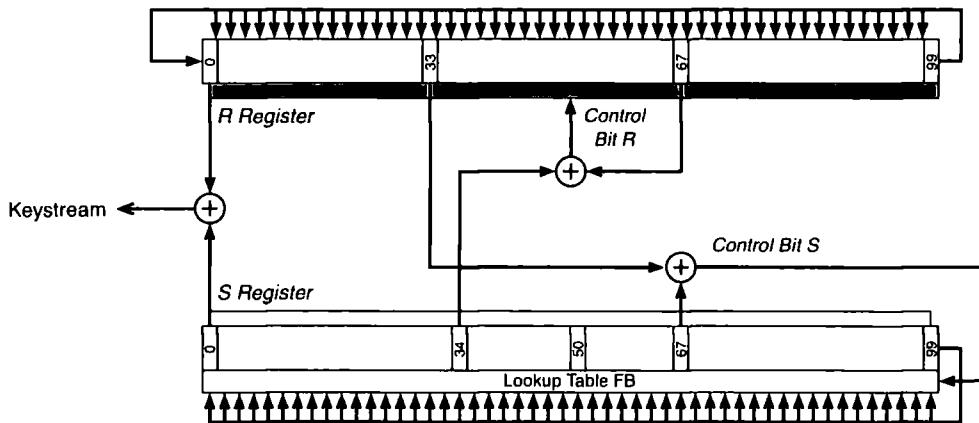 0
33
67
99
R Register
Control
Bit R
Keystream
Control Bit S
S Register
0
34
50
67
99
Lookup Table FB